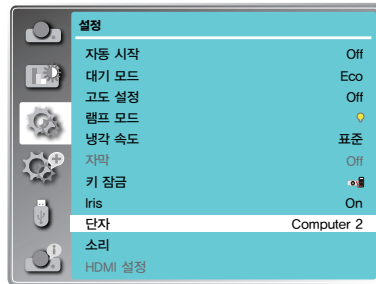 설정
자동 시작 Off
대기 모드 Eco
고도 설정 Off
램프 모드
냉각 속도 표준
자막 Off
키 잠금
Iris On
단자 Computer 2
소리
HDMI 설정